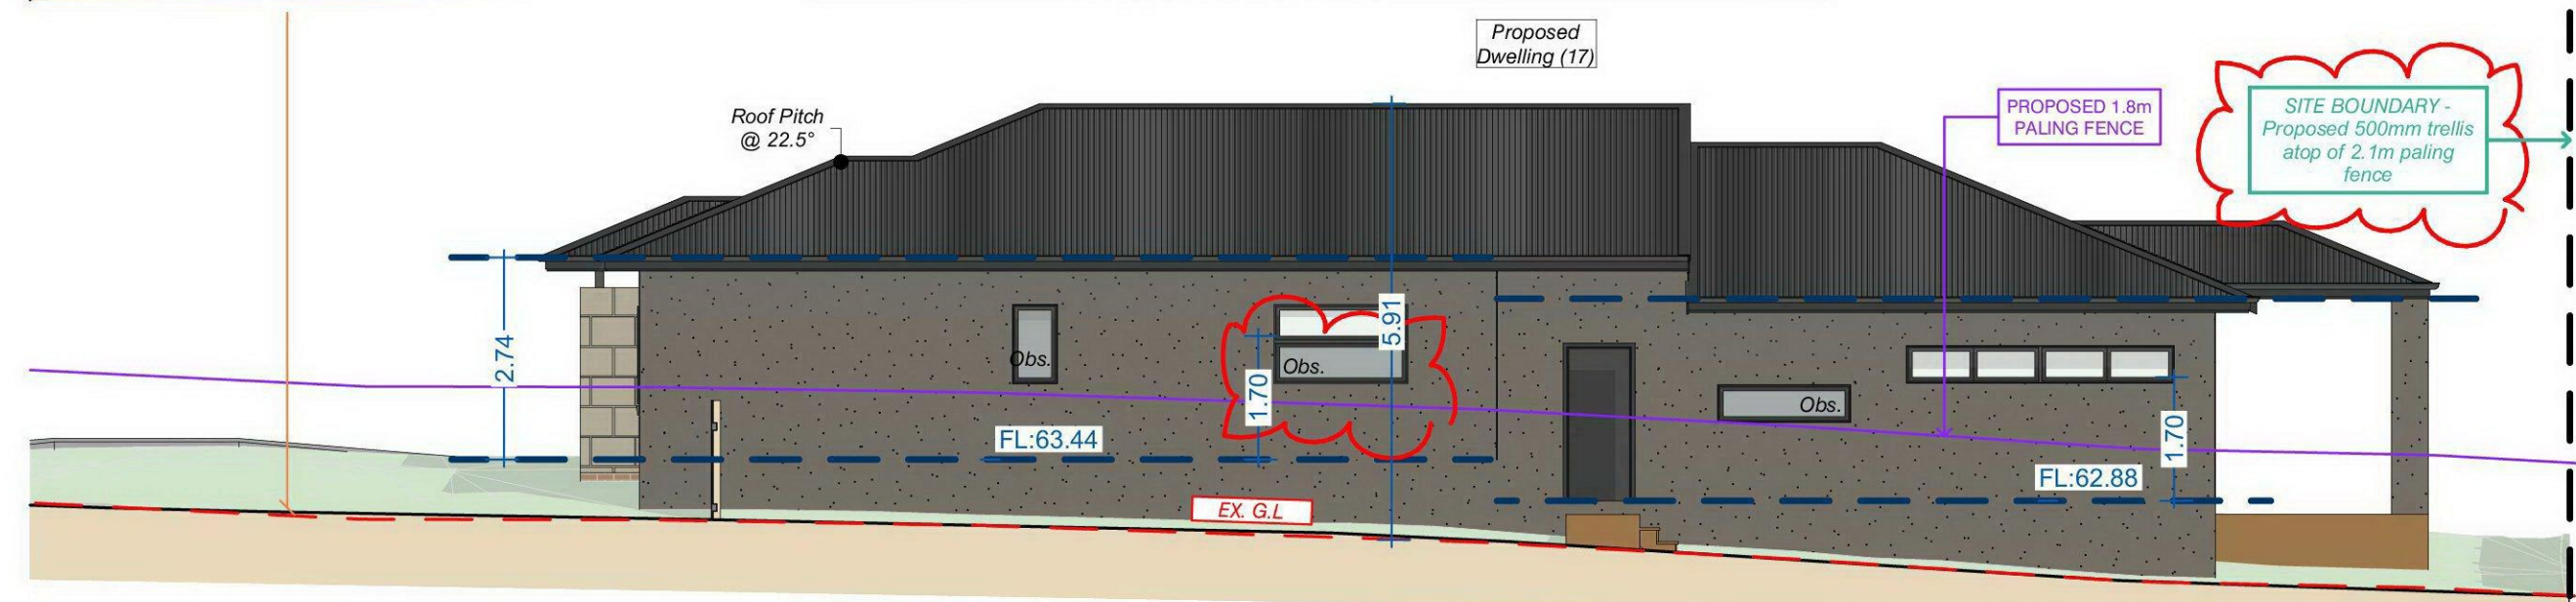 Proposed
Dwelling (17)
Roof Pitch
@ 22.5°
PROPOSED 1.8m
PALING FENCE
SITE BOUNDARY -
Proposed 500mm trellis
atop of 2.1m paling
fence
2.74
Obs.
Obs.
5.91
1.70
Obs.
1.70
FL:63.44
FL:62.88
EX. G.L